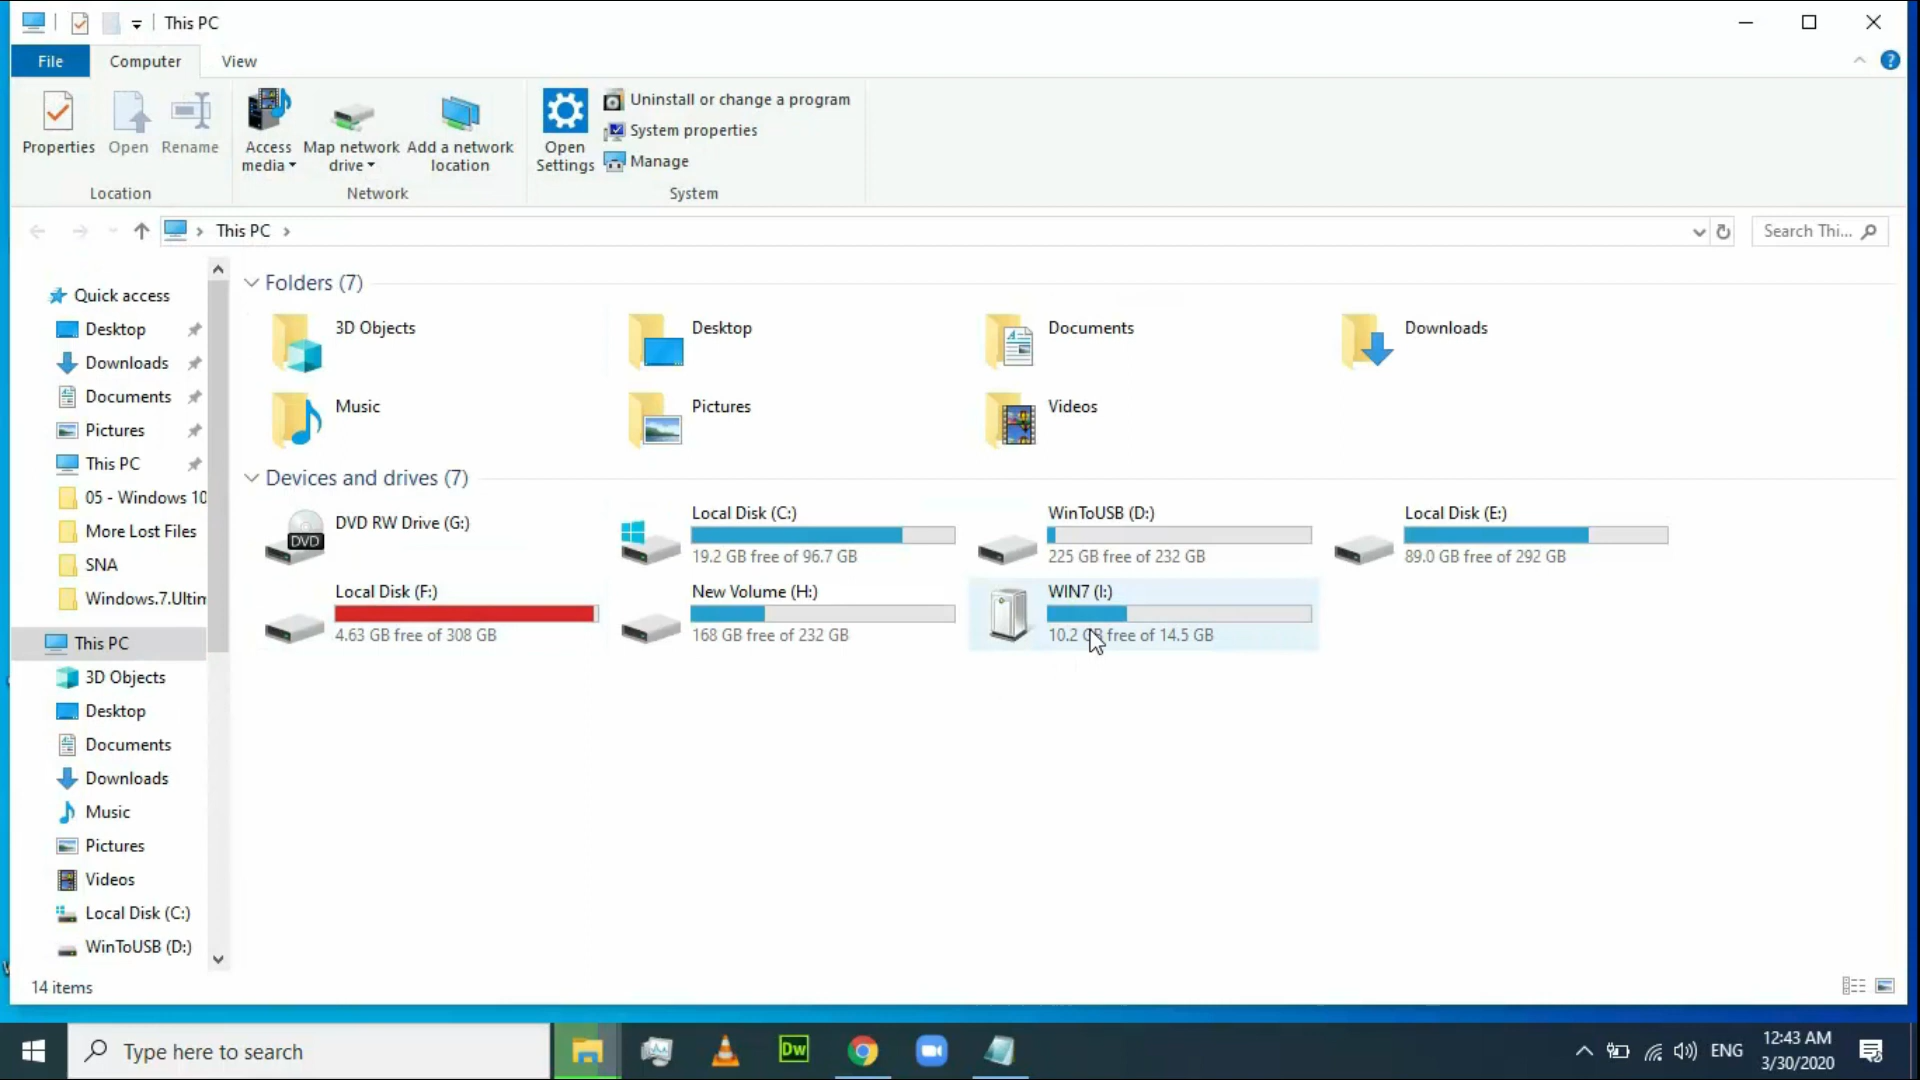 This PC
File
Computer
View
Properties
Open
Rename
Access media
Map network drive
Add a network location
Open Settings
Uninstall or change a program
System properties
Manage
Location
Network
System
This PC
Search Thi...
Quick access
Desktop
Downloads
Documents
Pictures
This PC
05 - Windows 10
More Lost Files
SNA
Windows.7.Ultim
This PC
3D Objects
Desktop
Documents
Downloads
Music
Pictures
Videos
Local Disk (C:)
WinToUSB (D:)
Folders (7)
3D Objects
Desktop
Documents
Downloads
Music
Pictures
Videos
Devices and drives (7)
DVD
DVD RW Drive (G:)
Local Disk (C:)
19.2 GB free of 96.7 GB
WinToUSB (D:)
225 GB free of 232 GB
Local Disk (E:)
89.0 GB free of 292 GB
Local Disk (F:)
4.63 GB free of 308 GB
New Volume (H:)
168 GB free of 232 GB
WIN7 (I:)
10.2 GB free of 14.5 GB
14 items
Type here to search
Dw
ENG
12:43 AM
3/30/2020